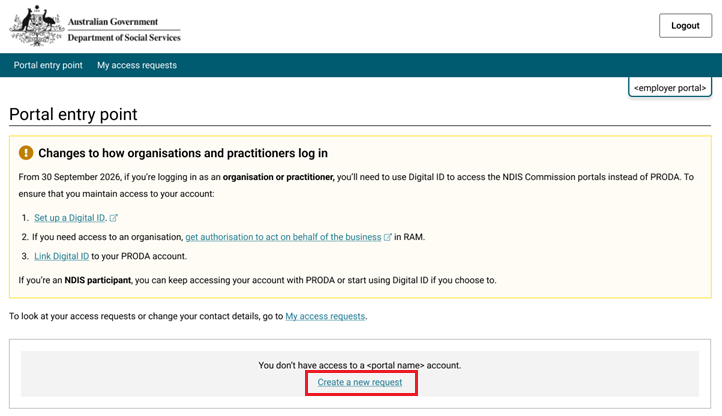 Australian Government
Department of Social Services
Logout
Portal entry point My access requests
<employer portal>
Portal entry point
Changes to how organisations and practitioners log in
From 30 September 2026, if you're logging in as an organisation or practitioner, you'll need to use Digital ID to access the NDIS Commission portals instead of PRODA. To
ensure that you maintain access to your account:
1. Set up a Digital ID.
2. If you need access to an organisation, get authorisation to act on behalf of the business in RAM.
3. Link Digital ID to your PRODA account.
If you're an NDIS participant, you can keep accessing your account with PRODA or start using Digital ID if you choose to.
To look at your access requests or change your contact details, go to My access requests.
You don't have access to a <portal name> account.
Create a new request